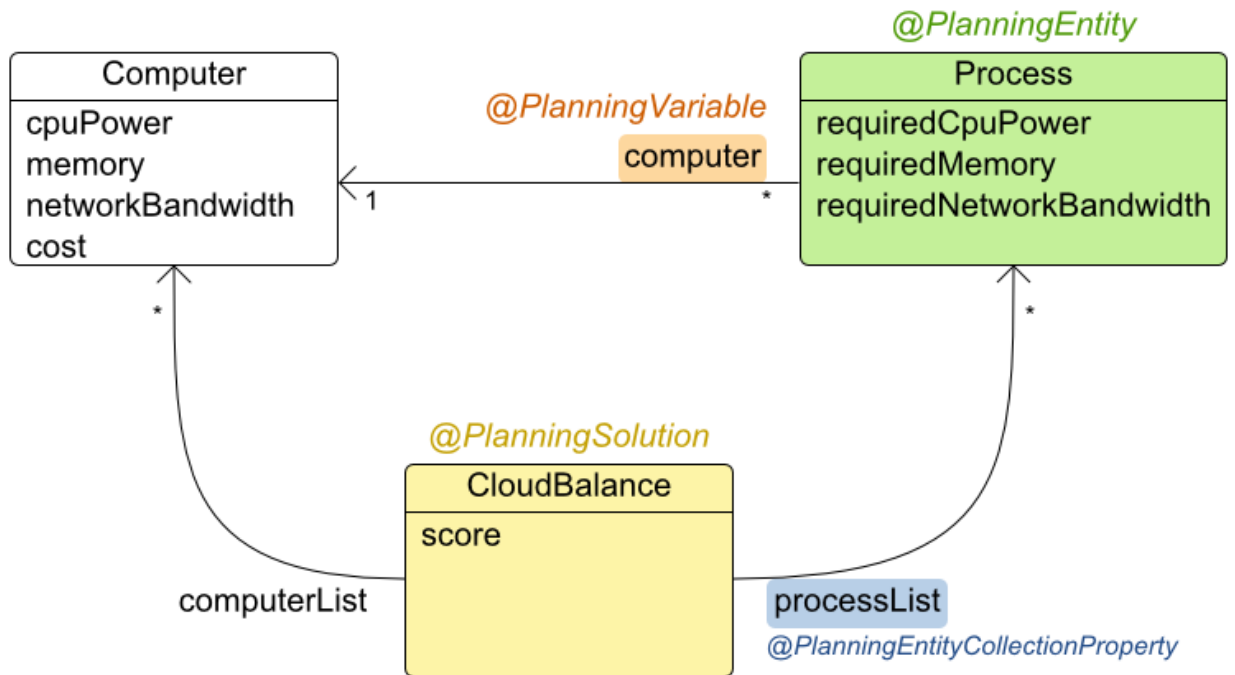 @PlanningEntity
Computer
Process
cpuPower
memory
networkBandwidth
cost
@PlanningVariable
computer
1
*
requiredCpuPower
requiredMemory
requiredNetworkBandwidth
*
*
@PlanningSolution
CloudBalance
score
computerList
processList
@PlanningEntityCollectionProperty